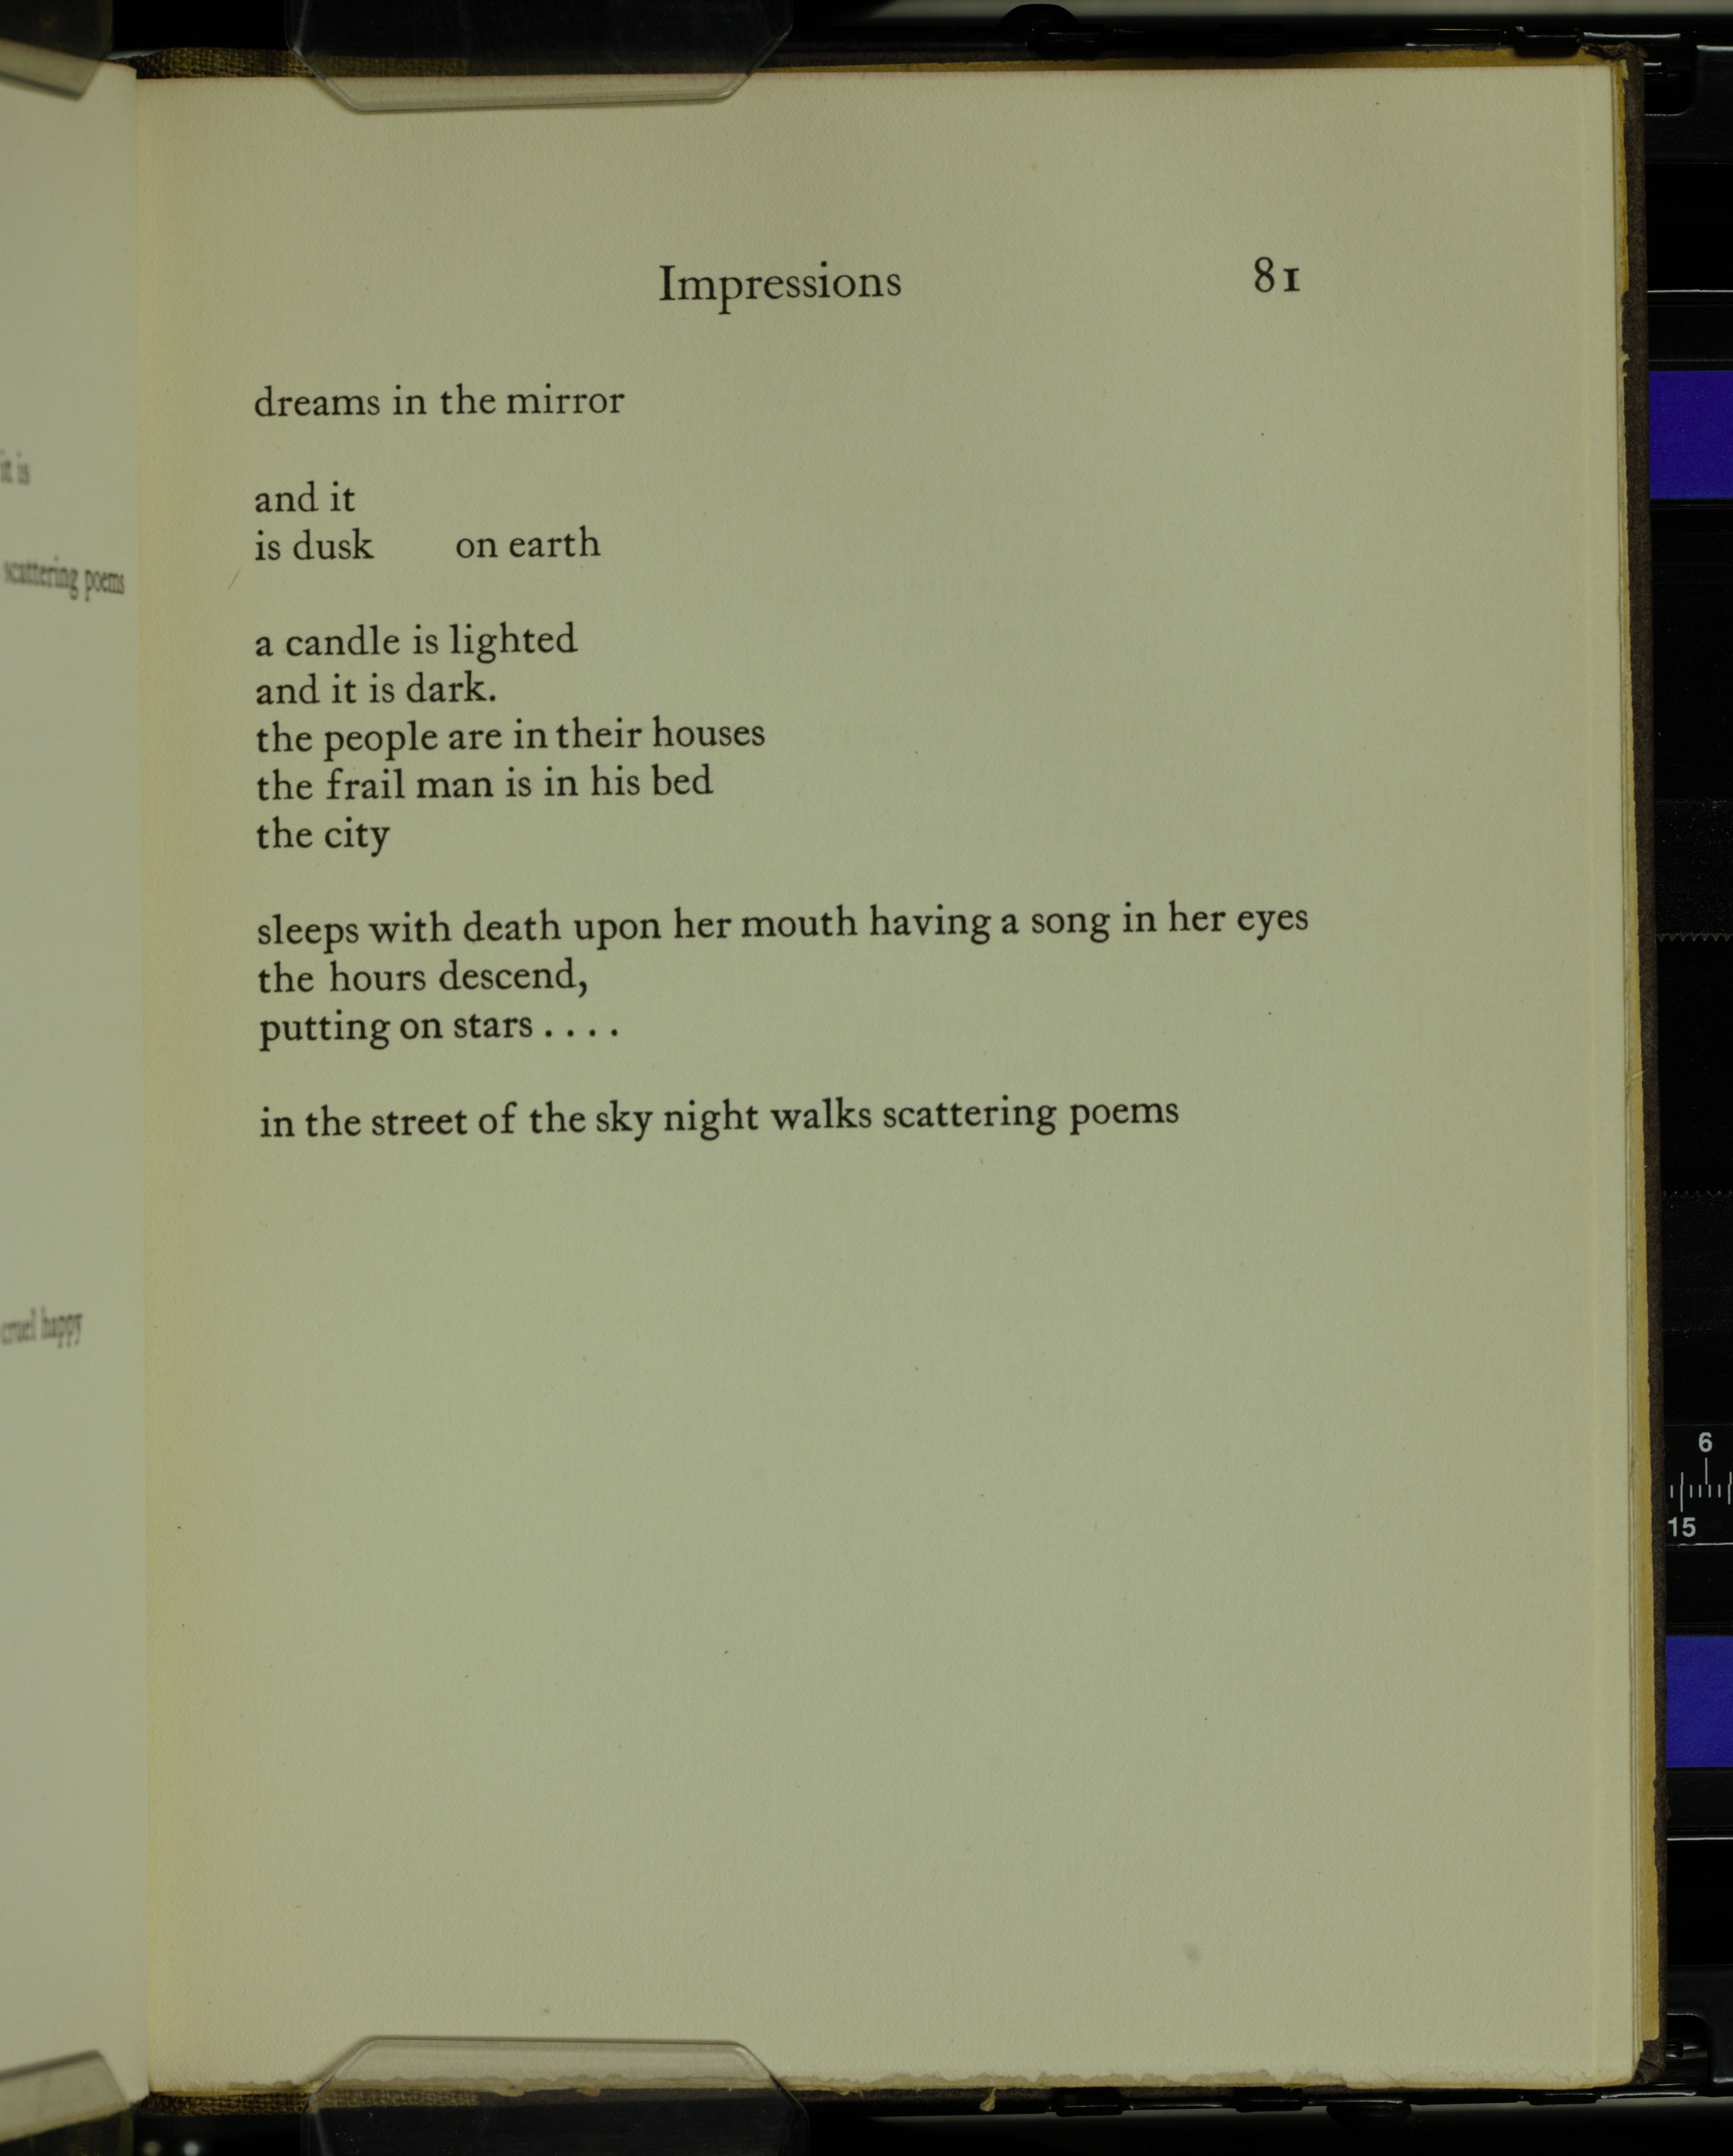 it is
scattering poems
cruel happy
Impressions 81
dreams in the mirror
and it
is dusk on earth
a candle is lighted
and it is dark.
the people are in their houses
the frail man is in his bed
the city
sleeps with death upon her mouth having a song in her eyes
the hours descend,
putting on stars . . . .
in the street of the sky night walks scattering poems
6
15